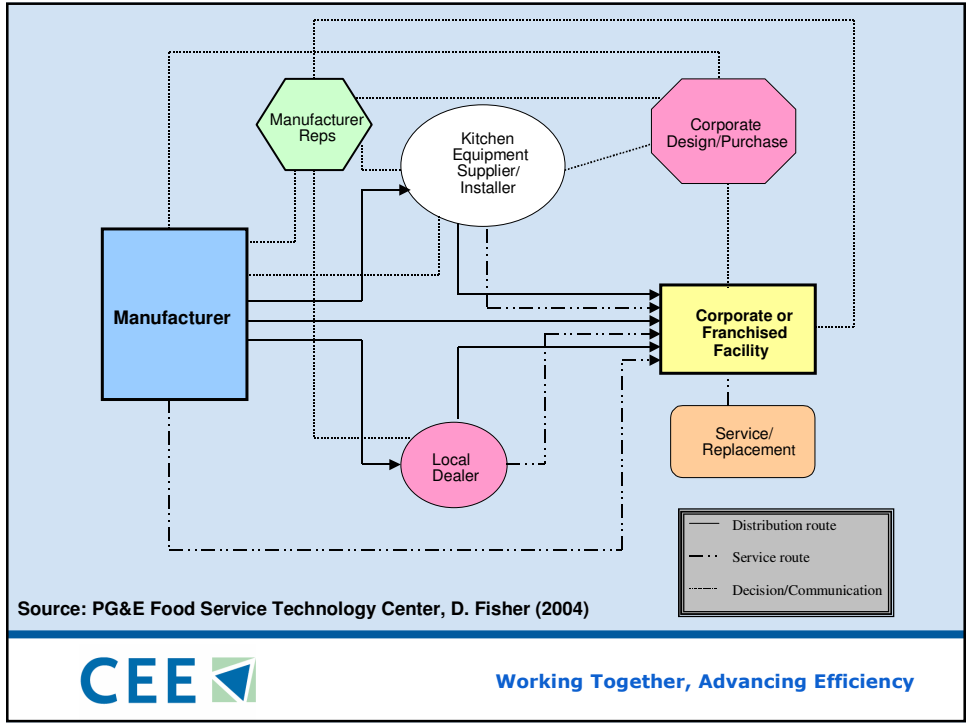 Manufacturer
Reps
Kitchen
Equipment
Supplier/
Installer
Corporate
Design/Purchase
Manufacturer
Corporate or
Franchised
Facility
Local
Dealer
Service/
Replacement
Distribution route
Service route
Decision/Communication
Source: PG&E Food Service Technology Center, D. Fisher (2004)
CEE
Working Together, Advancing Efficiency